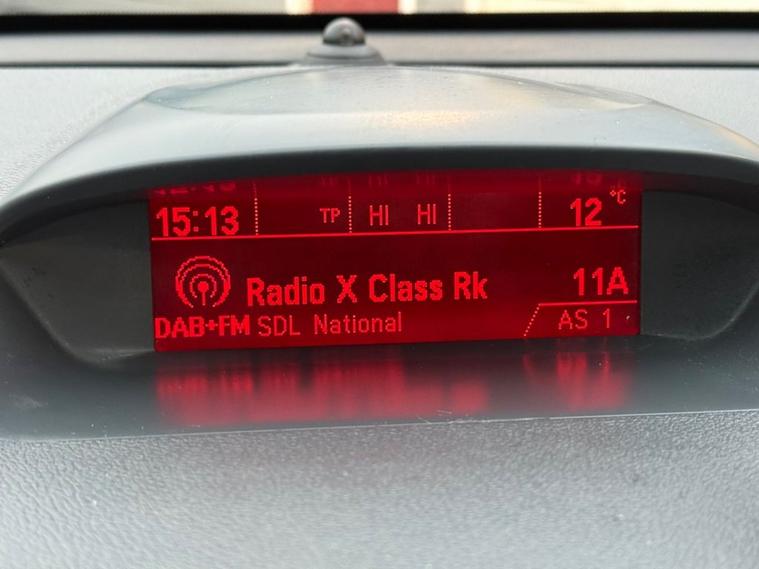 15:13 TP HI HI 12 °C
Radio X Class Rk 11A
DAB+FM SDL National AS 1